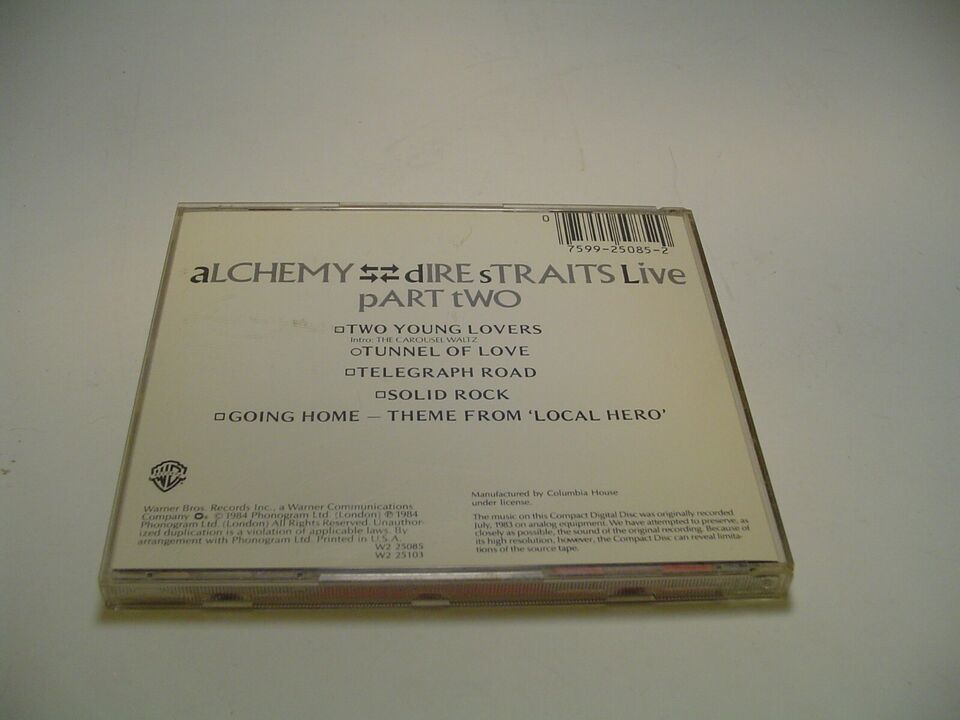 0
7599-25085-2
aLCHEMY ⇆⇄ dIRE sTRAITS Live
pART tWO
□TWO YOUNG LOVERS
Intro: THE CAROUSEL WALTZ
○TUNNEL OF LOVE
□TELEGRAPH ROAD
□SOLID ROCK
□GOING HOME – THEME FROM ‘LOCAL HERO’
Warner Bros. Records Inc., a Warner Communications
Company © 1984 Phonogram Ltd. (London) ℗ 1984
Phonogram Ltd. (London) All Rights Reserved. Unauthor-
ized duplication is a violation of applicable laws. By
arrangement with Phonogram Ltd. Printed in U.S.A.
W2 25085
W2 25103
Manufactured by Columbia House
under license.
The music on this Compact Digital Disc was originally recorded
July, 1983 on analog equipment. We have attempted to preserve, as
closely as possible, the sound of the original recording. Because of
its high resolution, however, the Compact Disc can reveal limita-
tions of the source tape.